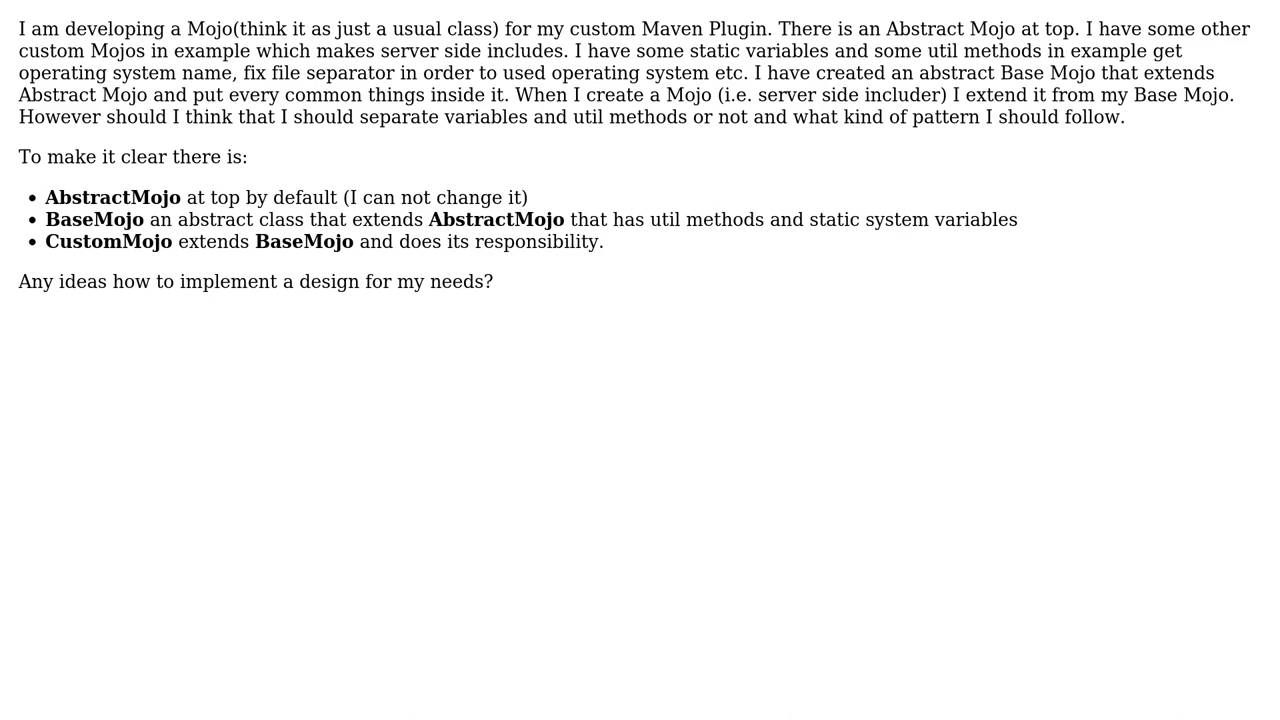 I am developing a Mojo(think it as just a usual class) for my custom Maven Plugin. There is an Abstract Mojo at top. I have some other
custom Mojos in example which makes server side includes. I have some static variables and some util methods in example get
operating system name, fix file separator in order to used operating system etc. I have created an abstract Base Mojo that extends
Abstract Mojo and put every common things inside it. When I create a Mojo (i.e. server side includer) I extend it from my Base Mojo.
However should I think that I should separate variables and util methods or not and what kind of pattern I should follow.
To make it clear there is:
• AbstractMojo at top by default (I can not change it)
• BaseMojo an abstract class that extends AbstractMojo that has util methods and static system variables
• CustomMojo extends BaseMojo and does its responsibility.
Any ideas how to implement a design for my needs?